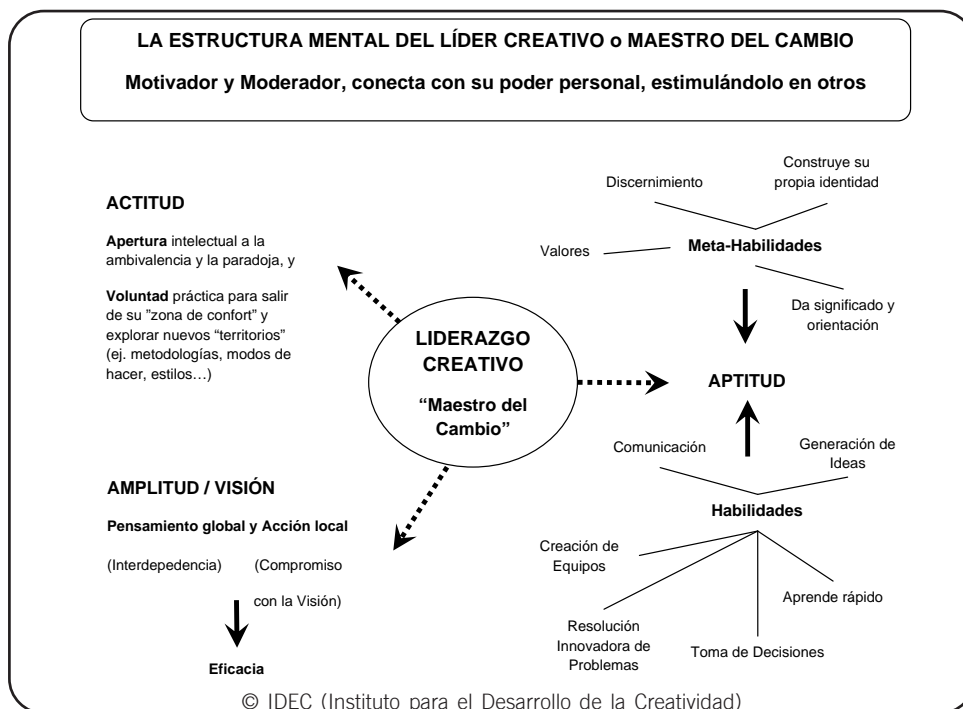 LA ESTRUCTURA MENTAL DEL LÍDER CREATIVO o MAESTRO DEL CAMBIO
Motivador y Moderador, conecta con su poder personal, estimulándolo en otros
ACTITUD
Apertura intelectual a la
ambivalencia y la paradoja, y
Voluntad práctica para salir
de su "zona de confort" y
explorar nuevos “territorios”
(ej. metodologías, modos de
hacer, estilos…)
LIDERAZGO
CREATIVO
“Maestro del
Cambio”
Discernimiento
Construye su
propia identidad
Valores
Meta-Habilidades
Da significado y
orientación
APTITUD
Comunicación
Generación de
Ideas
Habilidades
Creación de
Equipos
Aprende rápido
Resolución
Innovadora de
Problemas
Toma de Decisiones
AMPLITUD / VISIÓN
Pensamiento global y Acción local
(Interdepedencia) (Compromiso
con la Visión)
Eficacia
© IDEC (Instituto para el Desarrollo de la Creatividad)